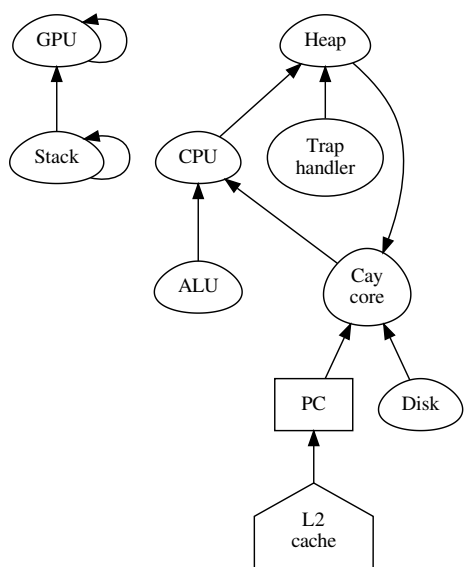 GPU
Heap
Stack
CPU
Trap
handler
ALU
Cay
core
PC
Disk
L2
cache